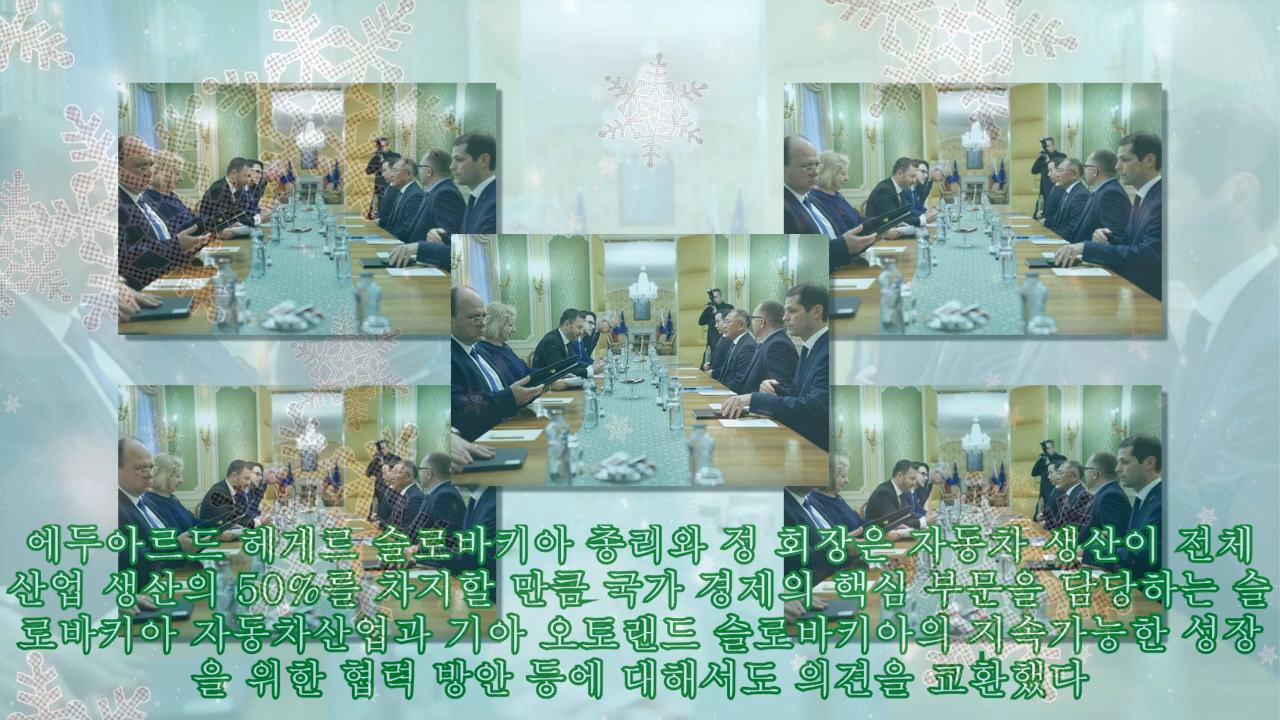 에두아르드 헤게르 슬로바키아 총리와 정 회장은 자동차 생산이 전체
산업 생산의 50%를 차지할 만큼 국가 경제의 핵심 부문을 담당하는 슬
로바키아 자동차산업과 기아 오토랜드 슬로바키아의 지속가능한 성장
을 위한 협력 방안 등에 대해서도 의견을 교환했다